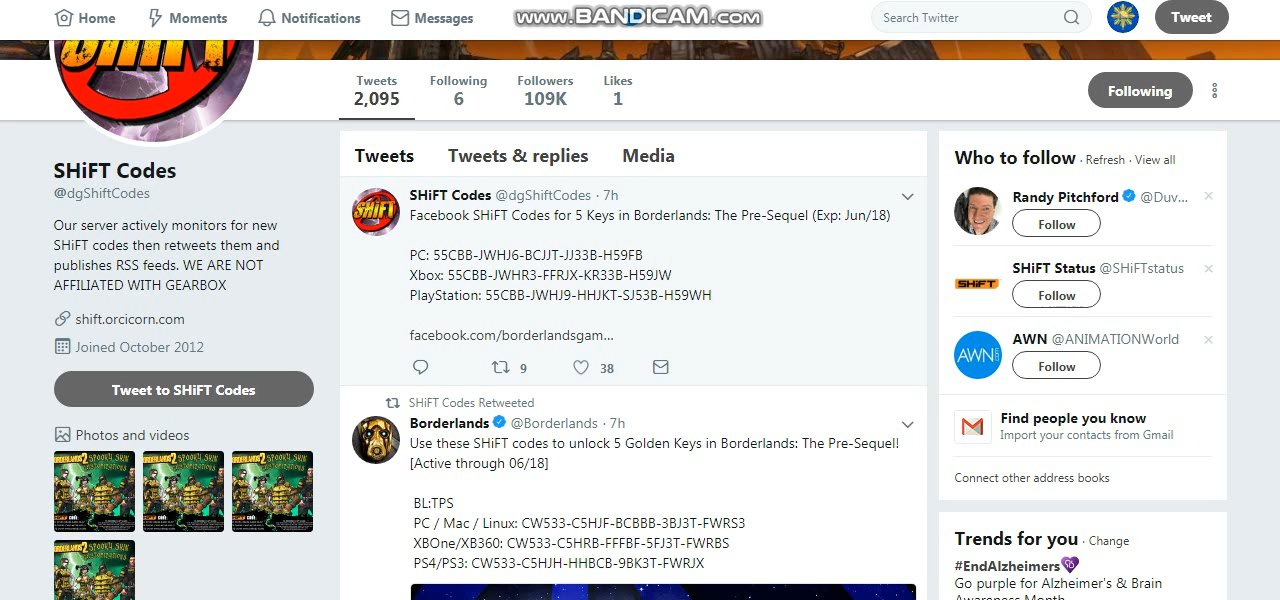 Home
Moments
Notifications
Messages
www.BANDICAM.com
Search Twitter
Tweet
SHiFT
Tweets
2,095
Following
6
Followers
109K
Likes
1
Following
SHiFT Codes
@dgShiftCodes
Our server actively monitors for new
SHiFT codes then retweets them and
publishes RSS feeds. WE ARE NOT
AFFILIATED WITH GEARBOX
shift.orcicorn.com
Joined October 2012
Tweet to SHiFT Codes
Photos and videos
Tweets
Tweets & replies
Media
SHiFT Codes @dgShiftCodes · 7h
Facebook SHiFT Codes for 5 Keys in Borderlands: The Pre-Sequel (Exp: Jun/18)
PC: 55CBB-JWHJ6-BCJJT-JJ33B-H59FB
Xbox: 55CBB-JWHR3-FFRJX-KR33B-H59JW
PlayStation: 55CBB-JWHJ9-HHJKT-SJ53B-H59WH
facebook.com/borderlandsgam...
9
38
SHiFT Codes Retweeted
Borderlands @Borderlands · 7h
Use these SHiFT codes to unlock 5 Golden Keys in Borderlands: The Pre-Sequel!
[Active through 06/18]
BL:TPS
PC / Mac / Linux: CW533-C5HJF-BCBBB-3BJ3T-FWRS3
XBOne/XB360: CW533-C5HRB-FFFBF-5FJ3T-FWRBS
PS4/PS3: CW533-C5HJH-HHBCB-9BK3T-FWRJX
Who to follow · Refresh · View all
Randy Pitchford @Duv...
Follow
SHiFT Status @SHiFTstatus
Follow
AWN @ANIMATIONWorld
Follow
Find people you know
Import your contacts from Gmail
Connect other address books
Trends for you · Change
#EndAlzheimers
Go purple for Alzheimer's & Brain
Awareness Month